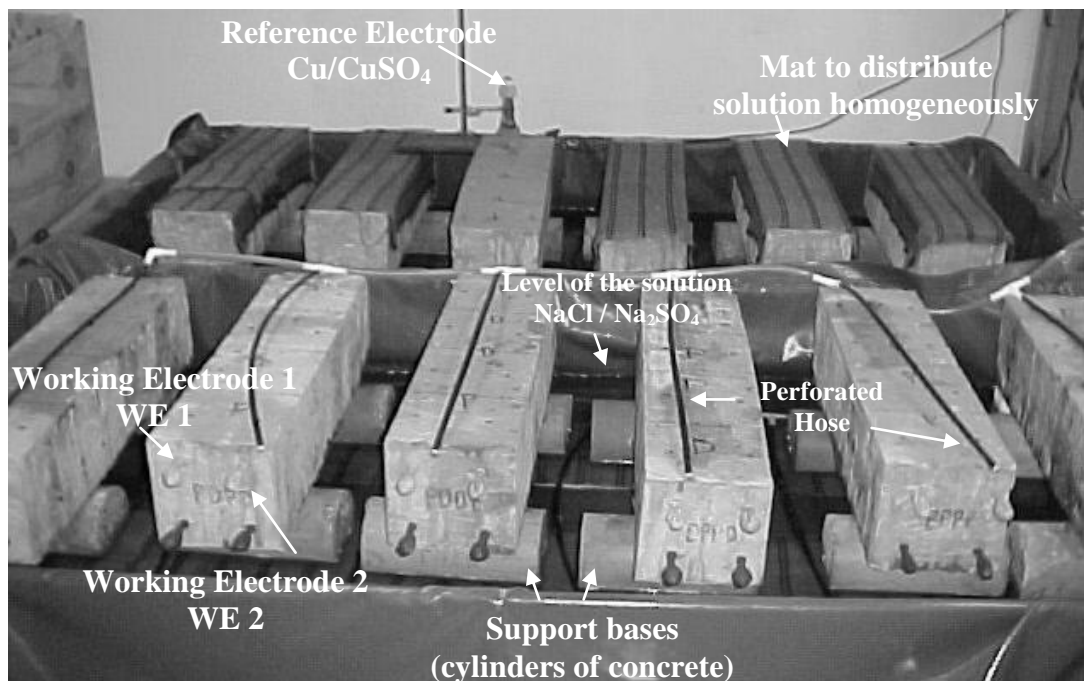 Reference Electrode
Cu/CuSO₄
Mat to distribute
solution homogeneously
Level of the solution
NaCl / Na₂SO₄
Working Electrode 1
WE 1
Perforated
Hose
PDOP
Working Electrode 2
WE 2
Support bases
(cylinders of concrete)